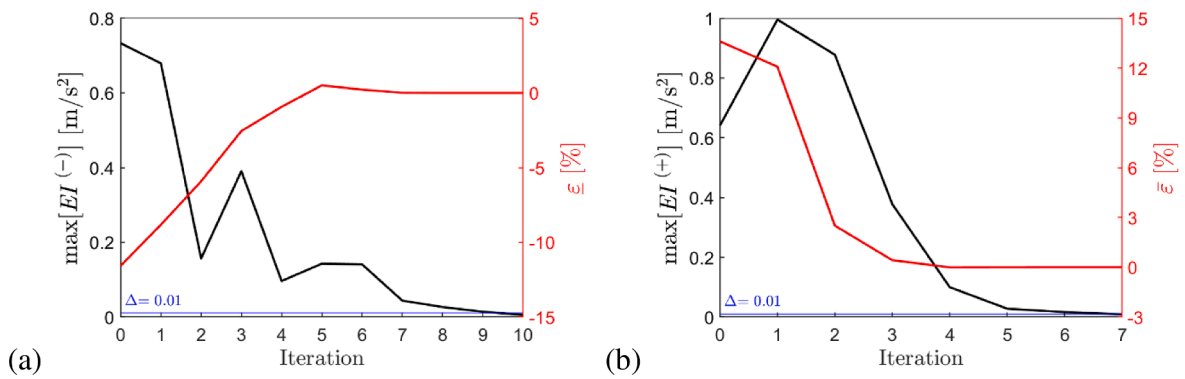 0.8
0.6
0.4
0.2
0
max[EI (−)] [m/s²]
5
0
-5
-10
-15
ε [%]
Δ= 0.01
0 1 2 3 4 5 6 7 8 9 10
Iteration
(a)
1
0.8
0.6
0.4
0.2
0
max[EI (+)] [m/s²]
15
12
9
6
3
0
-3
ε̄ [%]
Δ= 0.01
0 1 2 3 4 5 6 7
Iteration
(b)